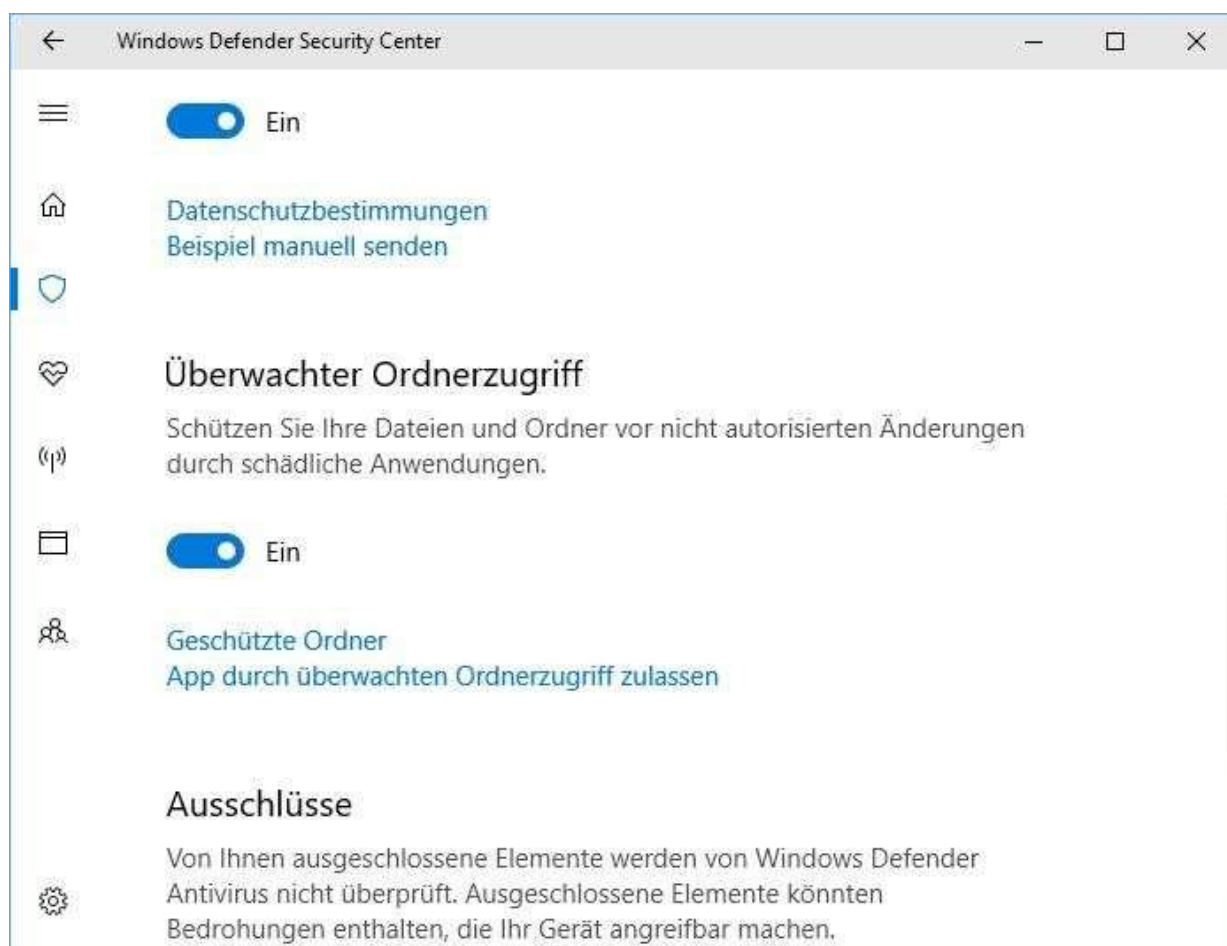 Windows Defender Security Center
Ein
Datenschutzbestimmungen
Beispiel manuell senden
Überwachter Ordnerzugriff
Schützen Sie Ihre Dateien und Ordner vor nicht autorisierten Änderungen
durch schädliche Anwendungen.
Ein
Geschützte Ordner
App durch überwachten Ordnerzugriff zulassen
Ausschlüsse
Von Ihnen ausgeschlossene Elemente werden von Windows Defender
Antivirus nicht überprüft. Ausgeschlossene Elemente könnten
Bedrohungen enthalten, die Ihr Gerät angreifbar machen.